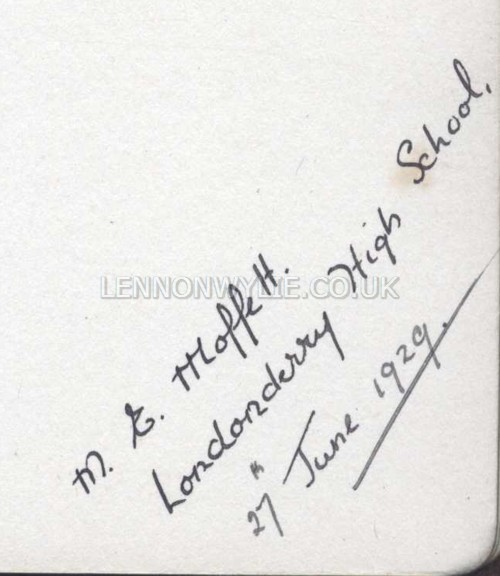 M. E. Moffett.
Londonderry High School,
27th June 1929.
LENNONWYLIE.CO.UK